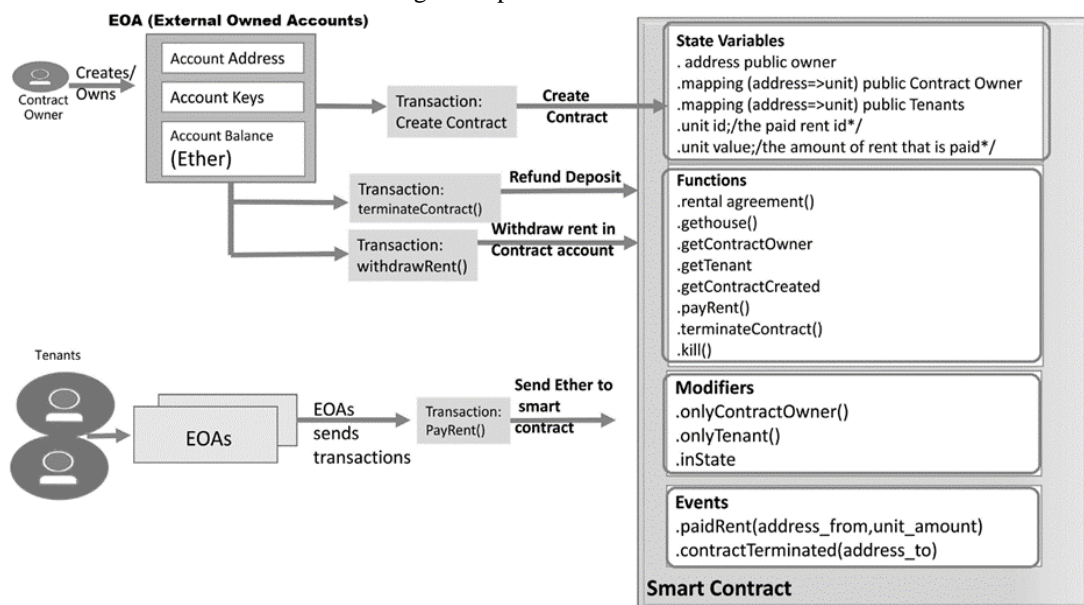 EOA (External Owned Accounts)
Contract
Owner
Creates/
Owns
Account Address
Account Keys
Account Balance
(Ether)
Transaction:
Create Contract
Create
Contract
Transaction:
terminateContract()
Refund Deposit
Transaction:
withdrawRent()
Withdraw rent in
Contract account
Tenants
EOAs
EOAs
sends
transactions
Transaction:
PayRent()
Send Ether to
smart
contract
State Variables
. address public owner
.mapping (address=>unit) public Contract Owner
.mapping (address=>unit) public Tenants
.unit id;/the paid rent id*/
.unit value;/the amount of rent that is paid*/
Functions
.rental agreement()
.gethouse()
.getContractOwner
.getTenant
.getContractCreated
.payRent()
.terminateContract()
.kill()
Modifiers
.onlyContractOwner()
.onlyTenant()
.inState
Events
.paidRent(address_from,unit_amount)
.contractTerminated(address_to)
Smart Contract